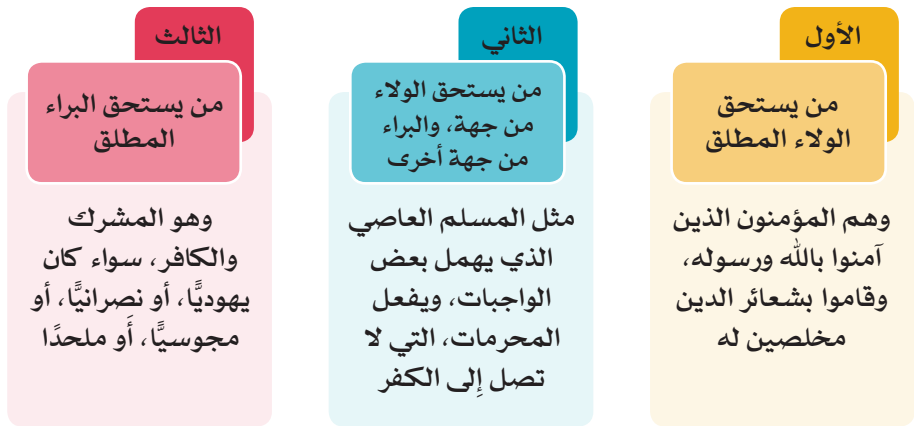 الأول
من يستحق
الولاء المطلق
وهم المؤمنون الذين
آمنوا بالله ورسوله،
وقاموا بشعائر الدين
مخلصين له
الثاني
من يستحق الولاء
من جهة، والبراء
من جهة أخرى
مثل المسلم العاصي
الذي يهمل بعض
الواجبات، ويفعل
المحرمات، التي لا
تصل إِلى الكفر
الثالث
من يستحق البراء
المطلق
وهو المشرك
والكافر، سواء كان
يهوديًّا، أو نصرانيًّا، أو
مجوسيًّا، أَو ملحدًا